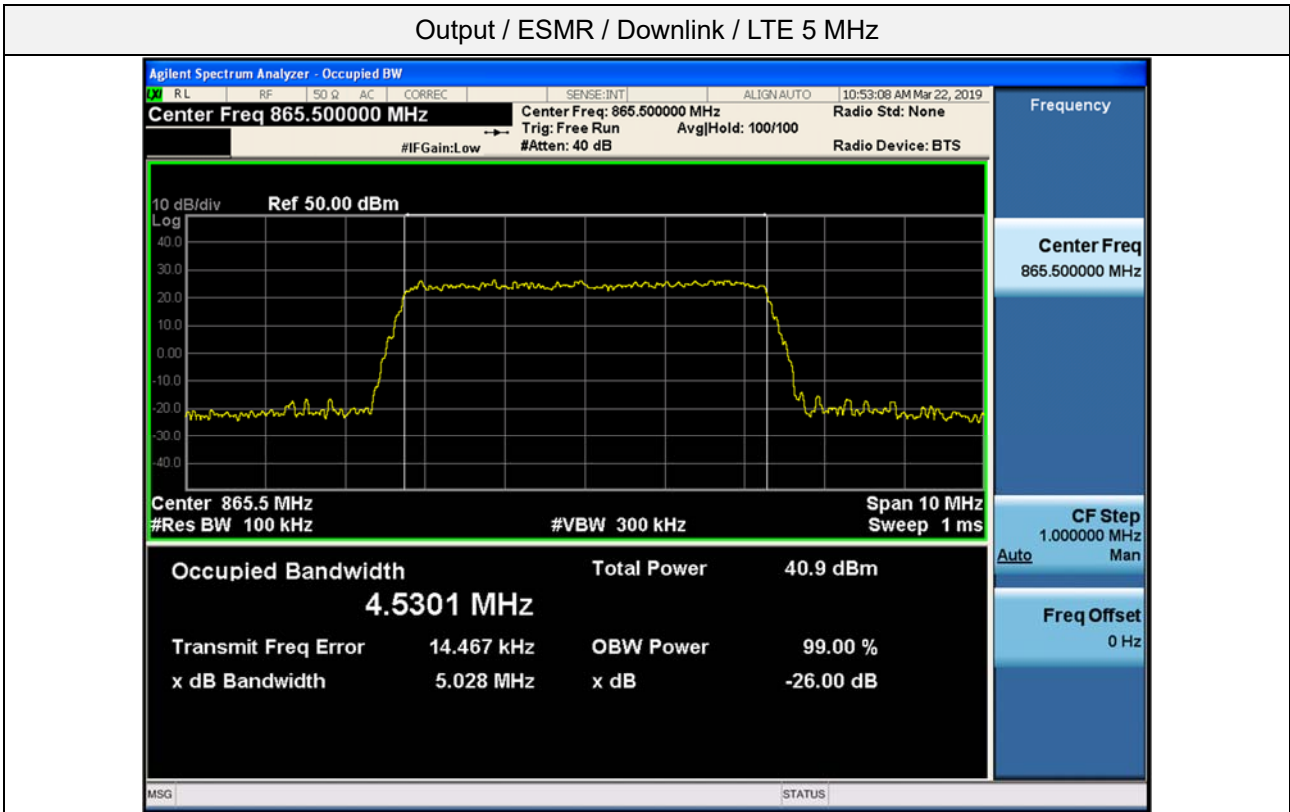 Output / ESMR / Downlink / LTE 5 MHz
Agilent Spectrum Analyzer - Occupied BW
LXI RL RF 50 Ω AC CORREC SENSE:INT ALIGN AUTO 10:53:08 AM Mar 22, 2019
Center Freq 865.500000 MHz
Center Freq: 865.500000 MHz
Radio Std: None
Trig: Free Run Avg|Hold: 100/100
#IFGain:Low
#Atten: 40 dB
Radio Device: BTS
10 dB/div Ref 50.00 dBm
Log
40.0
30.0
20.0
10.0
0.00
-10.0
-20.0
-30.0
-40.0
Center 865.5 MHz Span 10 MHz
#Res BW 100 kHz #VBW 300 kHz Sweep 1 ms
Occupied Bandwidth Total Power 40.9 dBm
4.5301 MHz
Transmit Freq Error 14.467 kHz OBW Power 99.00 %
x dB Bandwidth 5.028 MHz x dB -26.00 dB
Frequency
Center Freq
865.500000 MHz
CF Step
1.000000 MHz
Auto Man
Freq Offset
0 Hz
MSG STATUS